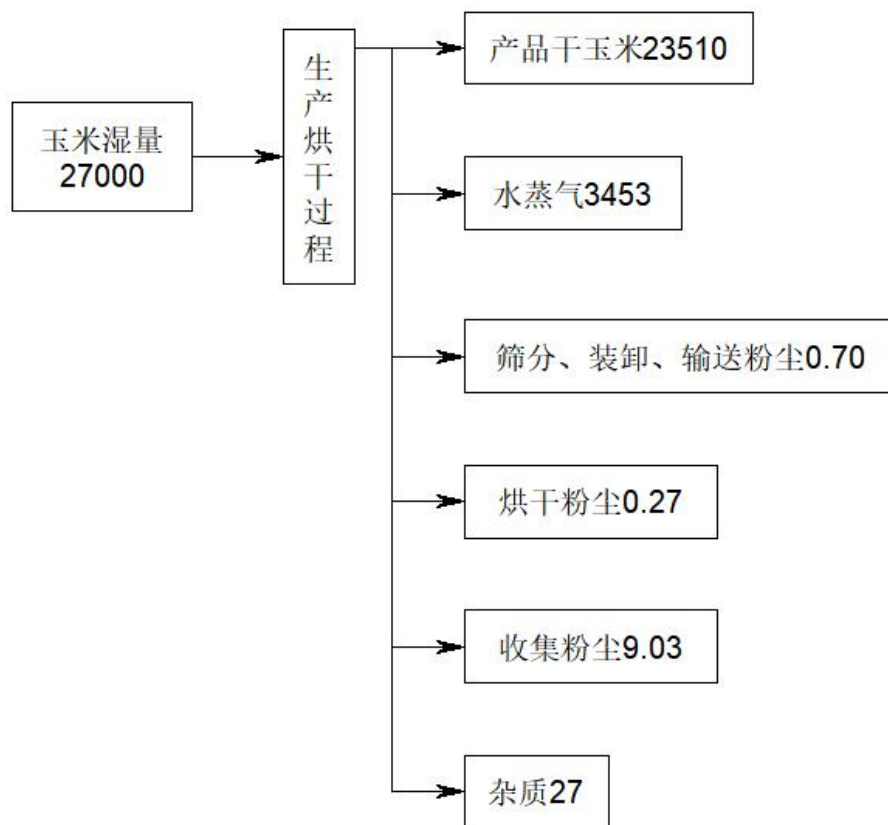 玉米湿量
27000
生产烘干过程
产品干玉米23510
水蒸气3453
筛分、装卸、输送粉尘0.70
烘干粉尘0.27
收集粉尘9.03
杂质27